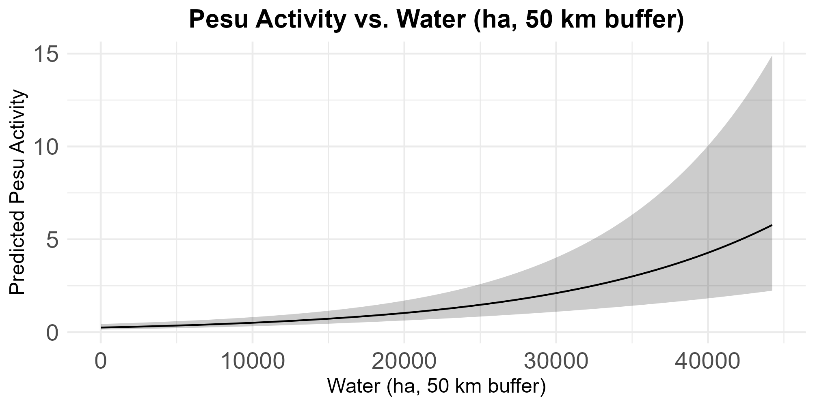 Pesu Activity vs. Water (ha, 50 km buffer)
Predicted Pesu Activity
15
10
5
0
0 10000 20000 30000 40000
Water (ha, 50 km buffer)